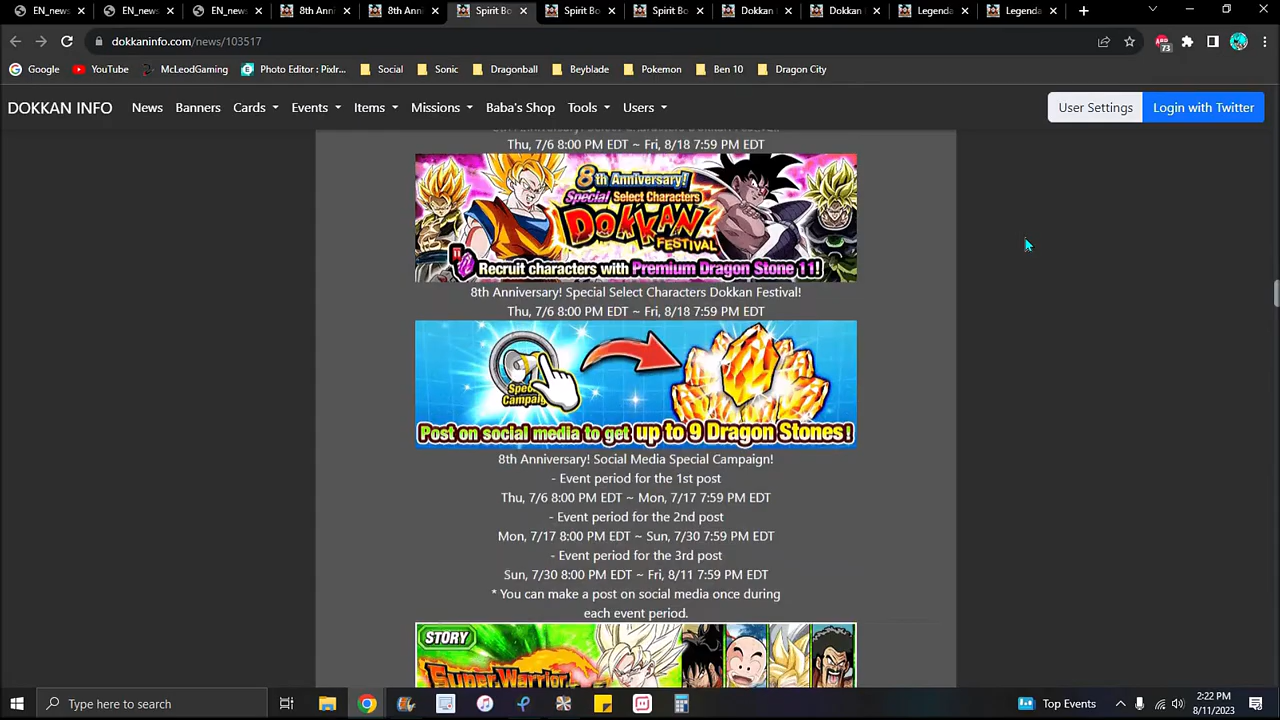 EN_news
EN_news
EN_news
8th Anni
8th Anni
Spirit Bo
Spirit Bo
Spirit Bo
Dokkan
Dokkan
Legenda
Legenda
dokkaninfo.com/news/103517
73
Google
YouTube
McLeodGaming
Photo Editor : Pixlr...
Social
Sonic
Dragonball
Beyblade
Pokemon
Ben 10
Dragon City
DOKKAN INFO
News
Banners
Cards
Events
Items
Missions
Baba's Shop
Tools
Users
User Settings
Login with Twitter
Thu, 7/6 8:00 PM EDT ~ Fri, 8/18 7:59 PM EDT
8th Anniversary!
Special Select Characters
DOKKAN
FESTIVAL
11
Recruit characters with Premium Dragon Stone 11!
8th Anniversary! Special Select Characters Dokkan Festival!
Thu, 7/6 8:00 PM EDT ~ Fri, 8/18 7:59 PM EDT
Campaign
Post on social media to get up to 9 Dragon Stones!
8th Anniversary! Social Media Special Campaign!
- Event period for the 1st post
Thu, 7/6 8:00 PM EDT ~ Mon, 7/17 7:59 PM EDT
- Event period for the 2nd post
Mon, 7/17 8:00 PM EDT ~ Sun, 7/30 7:59 PM EDT
- Event period for the 3rd post
Sun, 7/30 8:00 PM EDT ~ Fri, 8/11 7:59 PM EDT
* You can make a post on social media once during
each event period.
STORY
Super Warrior
Type here to search
Top Events
2:22 PM
8/11/2023